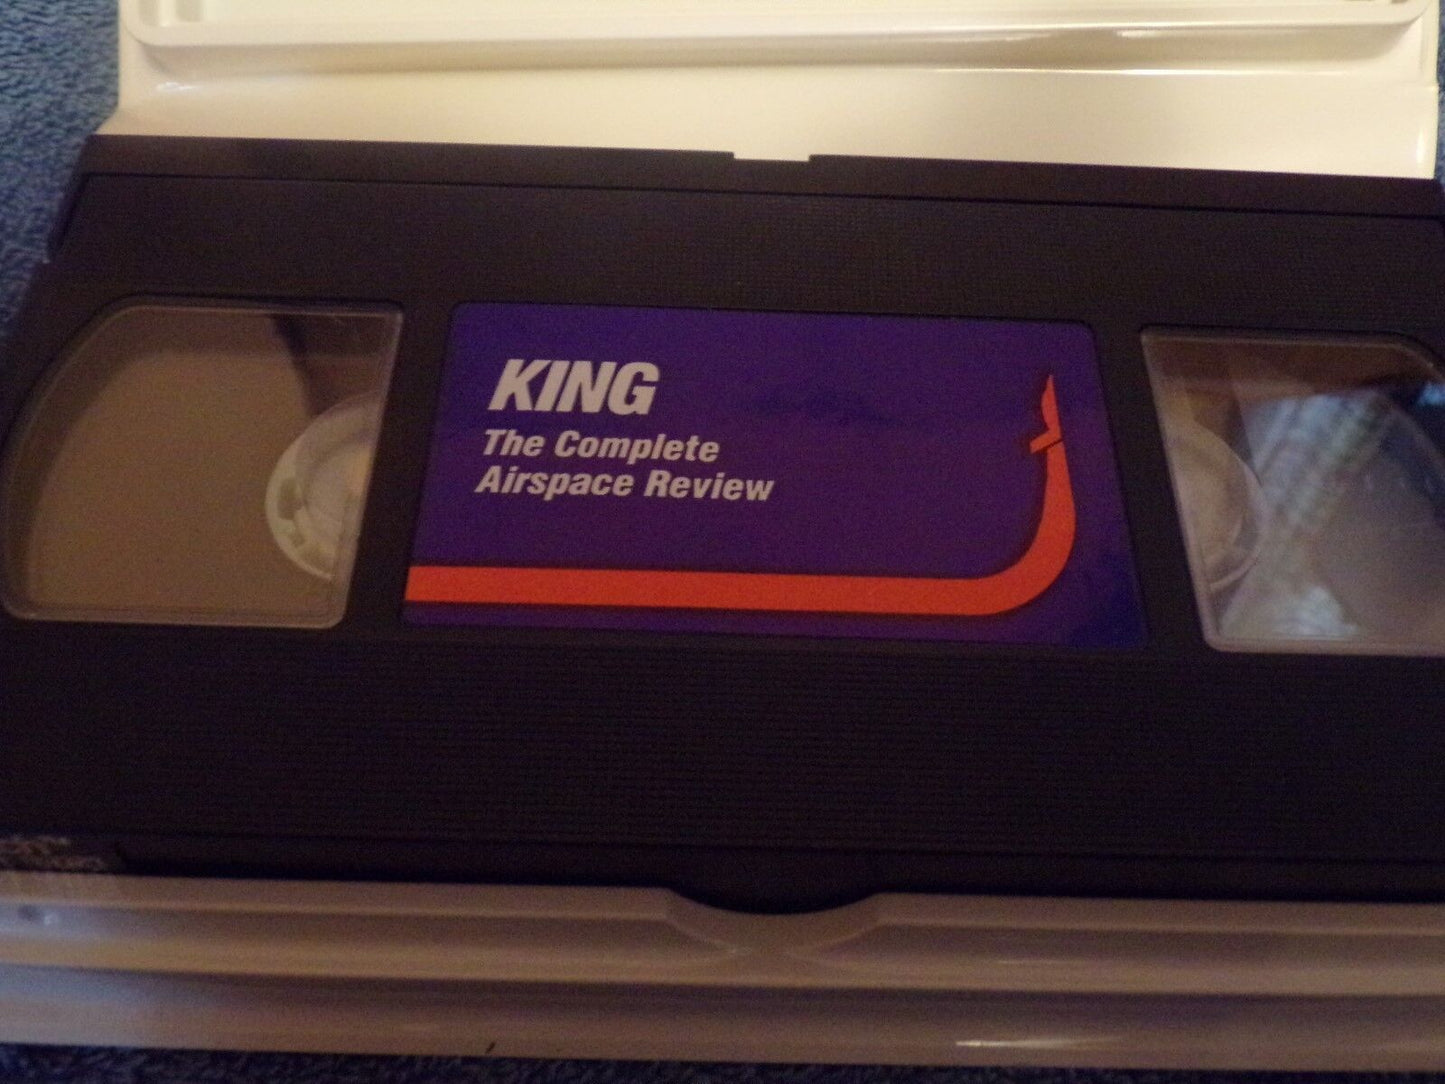 KING
The Complete
Airspace Review